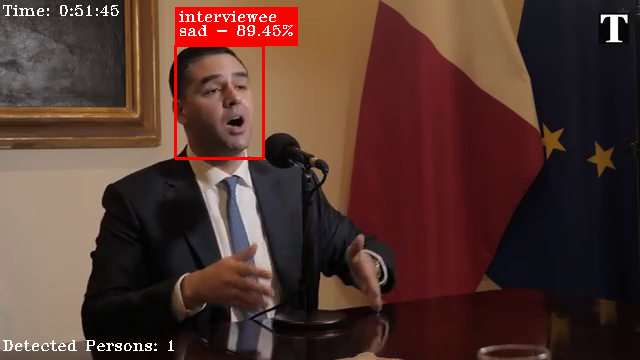 Time: 0:51:45
interviewee
sad - 89.45%
T
Detected Persons: 1